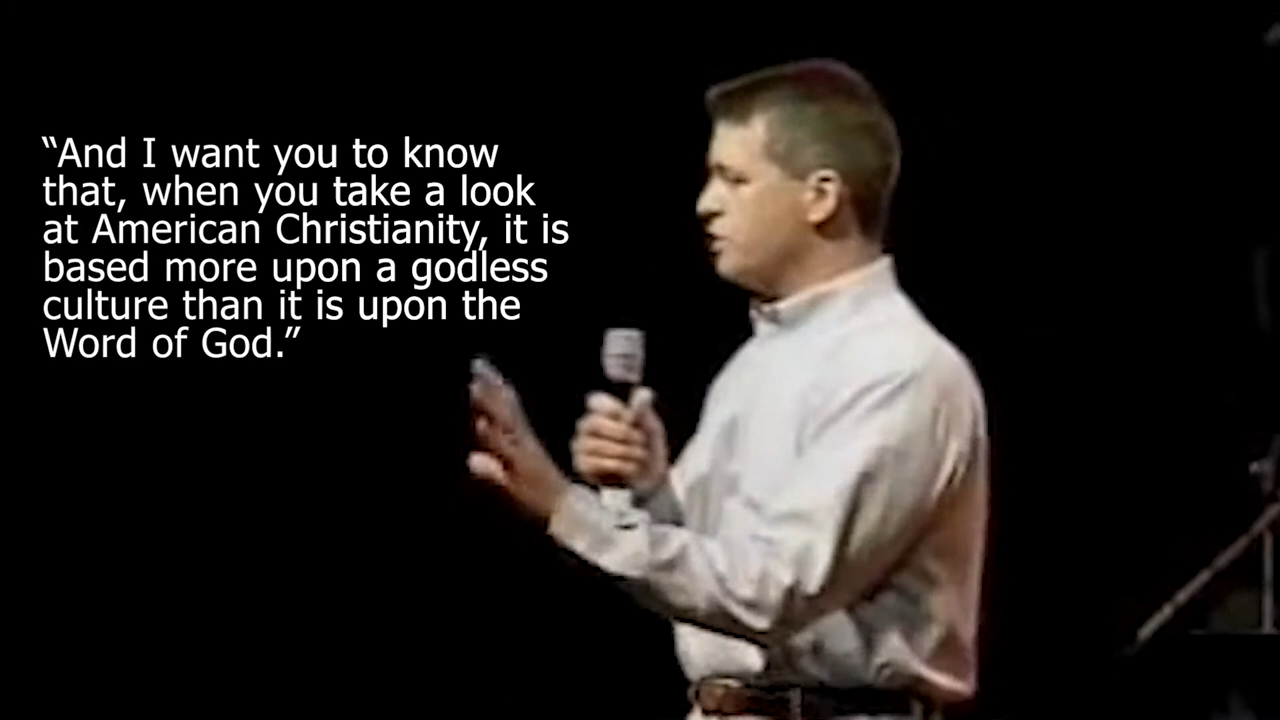 “And I want you to know
that, when you take a look
at American Christianity, it is
based more upon a godless
culture than it is upon the
Word of God.”